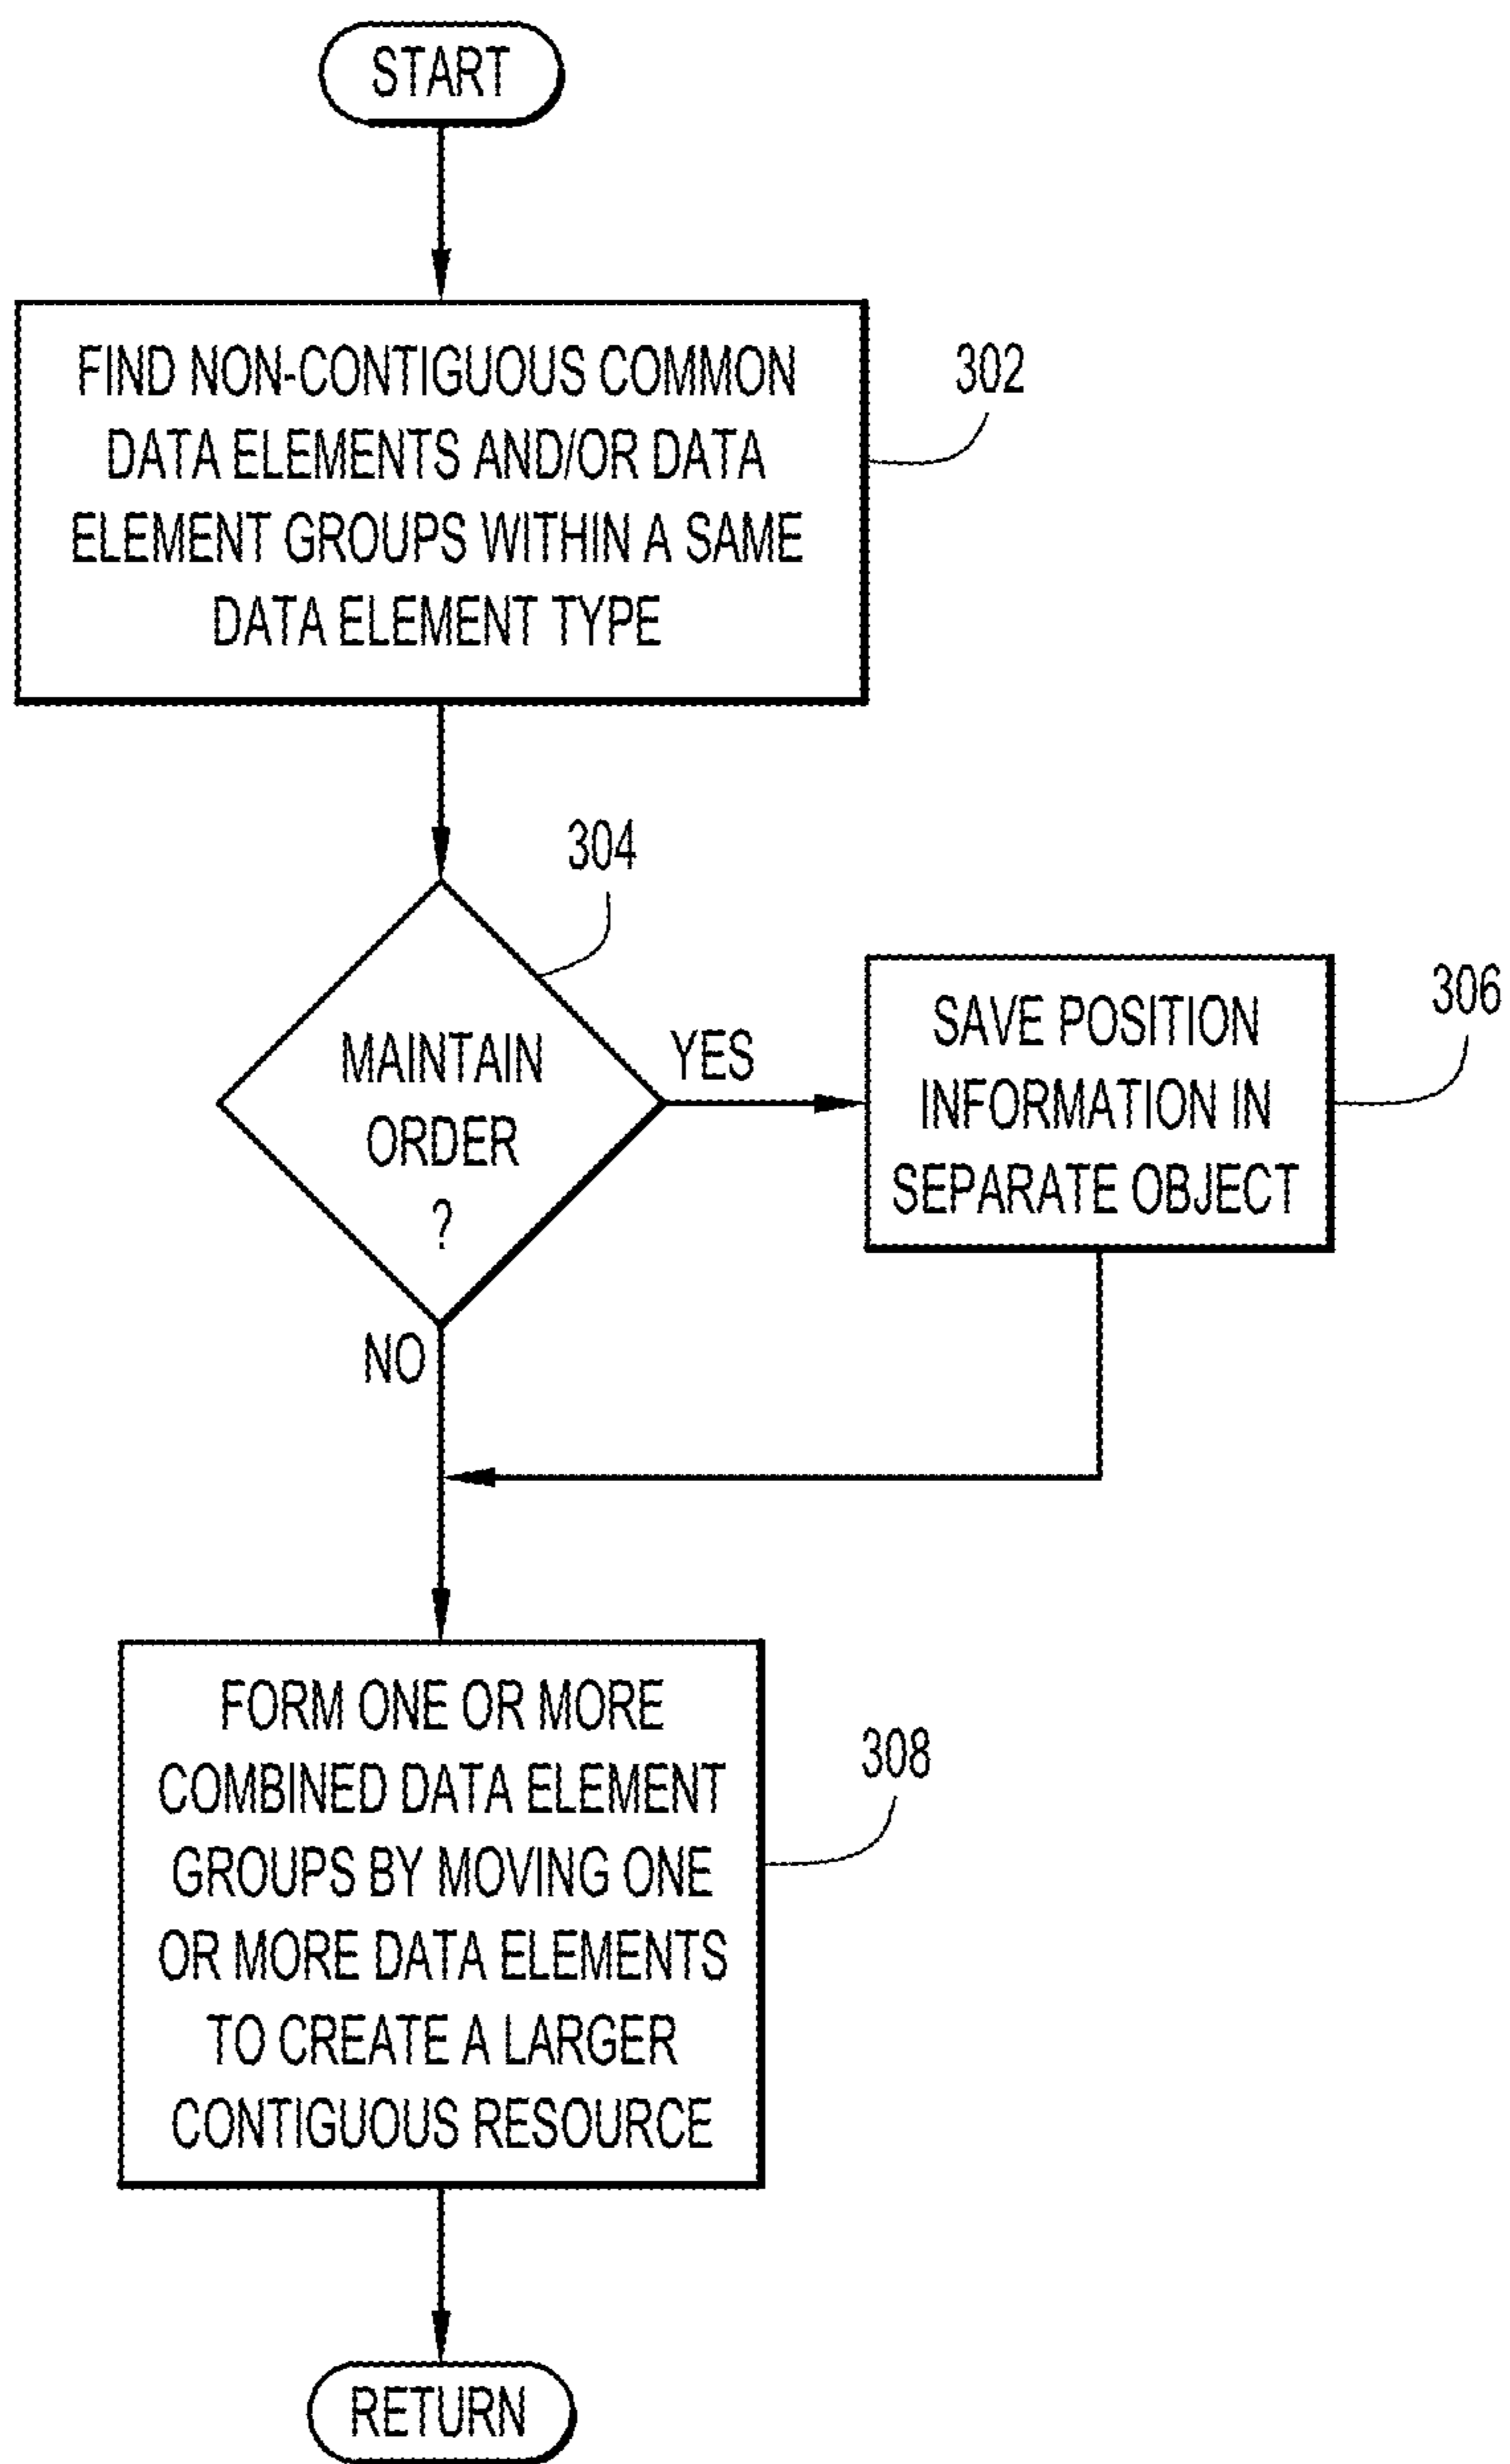 START
FIND NON-CONTIGUOUS COMMON
DATA ELEMENTS AND/OR DATA
ELEMENT GROUPS WITHIN A SAME
DATA ELEMENT TYPE
302
304
MAINTAIN
ORDER
?
YES
NO
SAVE POSITION
INFORMATION IN
SEPARATE OBJECT
306
FORM ONE OR MORE
COMBINED DATA ELEMENT
GROUPS BY MOVING ONE
OR MORE DATA ELEMENTS
TO CREATE A LARGER
CONTIGUOUS RESOURCE
308
RETURN